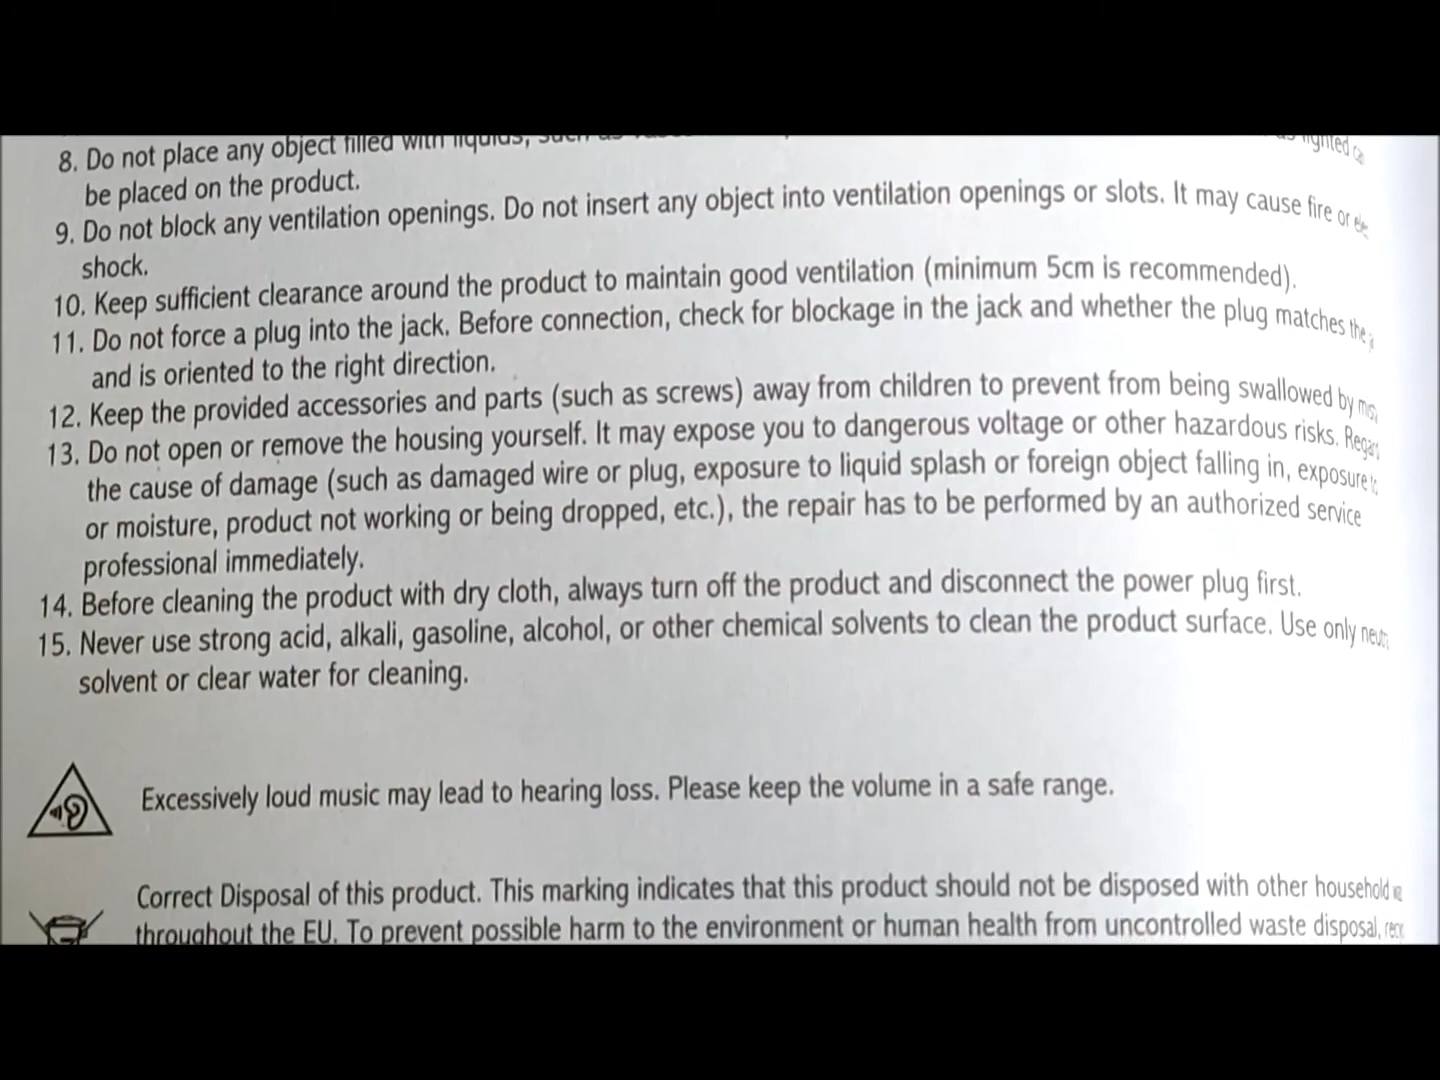 8. Do not place any object filled with liquids, such as
be placed on the product.
9. Do not block any ventilation openings. Do not insert any object into ventilation openings or slots. It may cause fire or
shock.
10. Keep sufficient clearance around the product to maintain good ventilation (minimum 5cm is recommended).
11. Do not force a plug into the jack. Before connection, check for blockage in the jack and whether the plug matches the
and is oriented to the right direction.
12. Keep the provided accessories and parts (such as screws) away from children to prevent from being swallowed by
13. Do not open or remove the housing yourself. It may expose you to dangerous voltage or other hazardous risks.
the cause of damage (such as damaged wire or plug, exposure to liquid splash or foreign object falling in, exposure
or moisture, product not working or being dropped, etc.), the repair has to be performed by an authorized service
professional immediately.
14. Before cleaning the product with dry cloth, always turn off the product and disconnect the power plug first.
15. Never use strong acid, alkali, gasoline, alcohol, or other chemical solvents to clean the product surface. Use only
solvent or clear water for cleaning.
Excessively loud music may lead to hearing loss. Please keep the volume in a safe range.
Correct Disposal of this product. This marking indicates that this product should not be disposed with other household
throughout the EU. To prevent possible harm to the environment or human health from uncontrolled waste disposal,